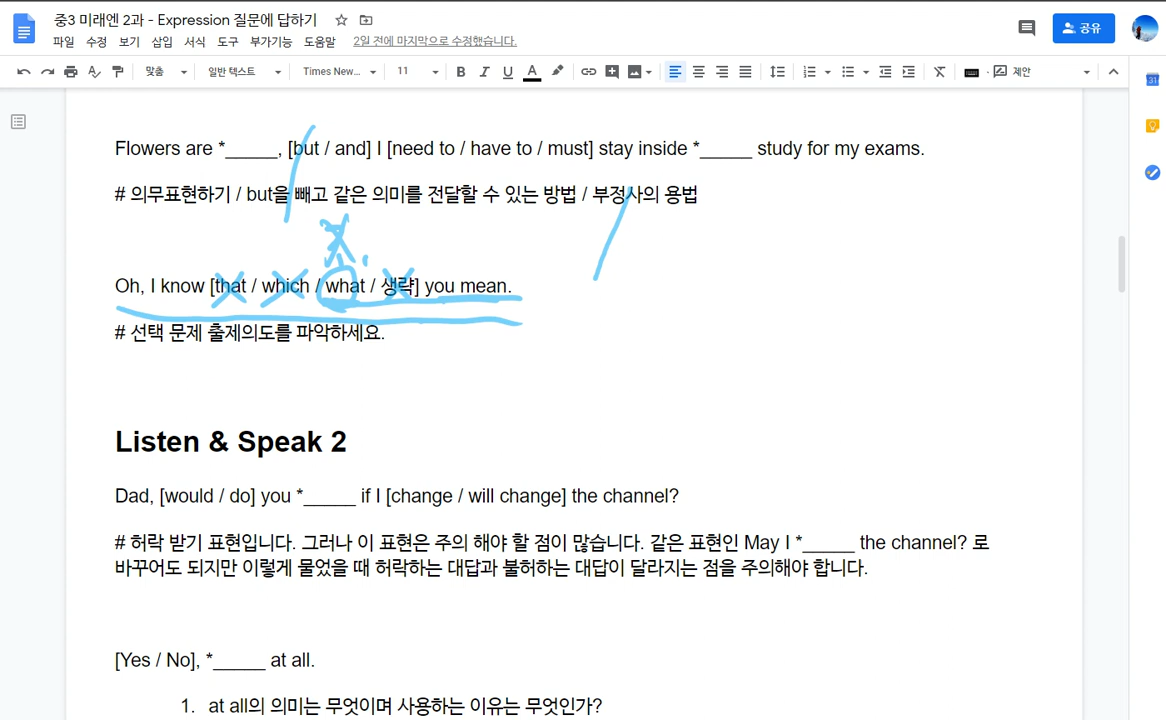 중3 미래엔 2과 - Expression 질문에 답하기
파일 수정 보기 삽입 서식 도구 부가기능 도움말 2일 전에 마지막으로 수정했습니다.
공유
맞춤 일반 텍스트 Times New... 11 B I U A 제안
31
Flowers are *_____, [but / and] I [need to / have to / must] stay inside *_____ study for my exams.
# 의무표현하기 / but을 빼고 같은 의미를 전달할 수 있는 방법 / 부정사의 용법
Oh, I know [that / which / what / 생략] you mean.
# 선택 문제 출제의도를 파악하세요.
Listen & Speak 2
Dad, [would / do] you *_____ if I [change / will change] the channel?
# 허락 받기 표현입니다. 그러나 이 표현은 주의 해야 할 점이 많습니다. 같은 표현인 May I *_____ the channel? 로
바꾸어도 되지만 이렇게 물었을 때 허락하는 대답과 불허하는 대답이 달라지는 점을 주의해야 합니다.
[Yes / No], *_____ at all.
1. at all의 의미는 무엇이며 사용하는 이유는 무엇인가?